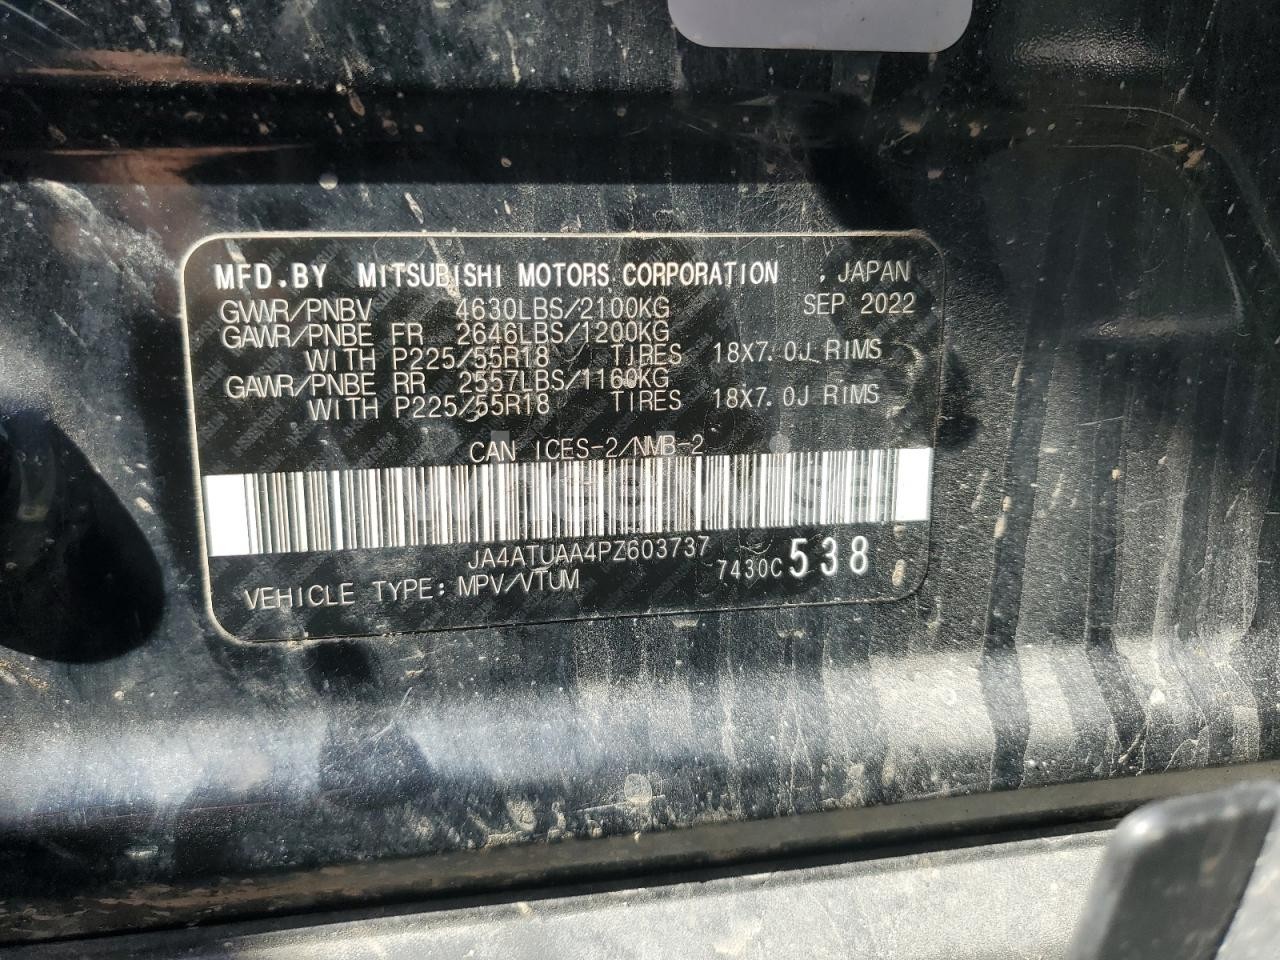 MFD.BY MITSUBISHI MOTORS CORPORATION . JAPAN
GVWR/PNBV 4630LBS/2100KG SEP 2022
GAWR/PNBE FR 2646LBS/1200KG
WITH P225/55R18 TIRES 18X7.0J RIMS
GAWR/PNBE RR 2557LBS/1160KG
WITH P225/55R18 TIRES 18X7.0J RIMS
CAN ICES-2/NMB-2
JA4ATUAA4PZ603737
7430C 538
VEHICLE TYPE: MPV/VTUM